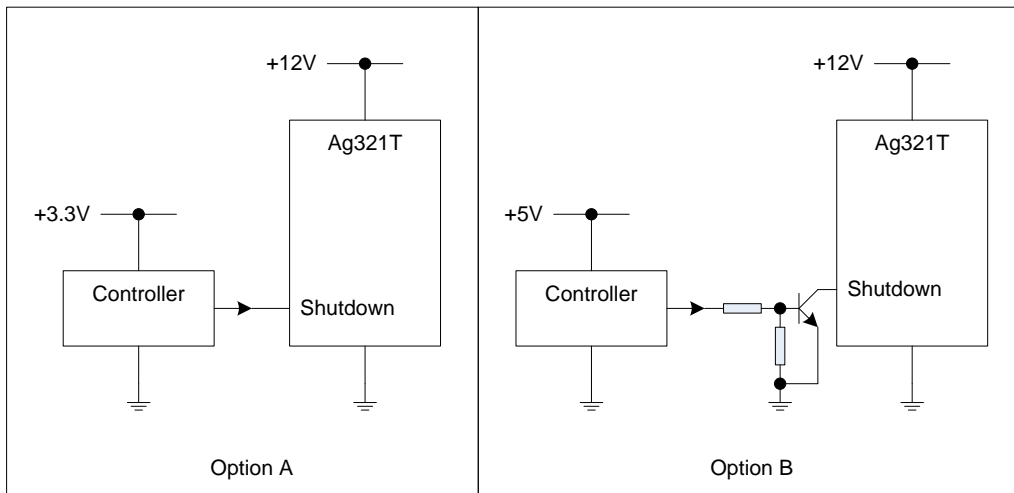 +12V
Ag321T
+3.3V
Controller
Shutdown
Option A
+12V
Ag321T
+5V
Controller
Shutdown
Option B